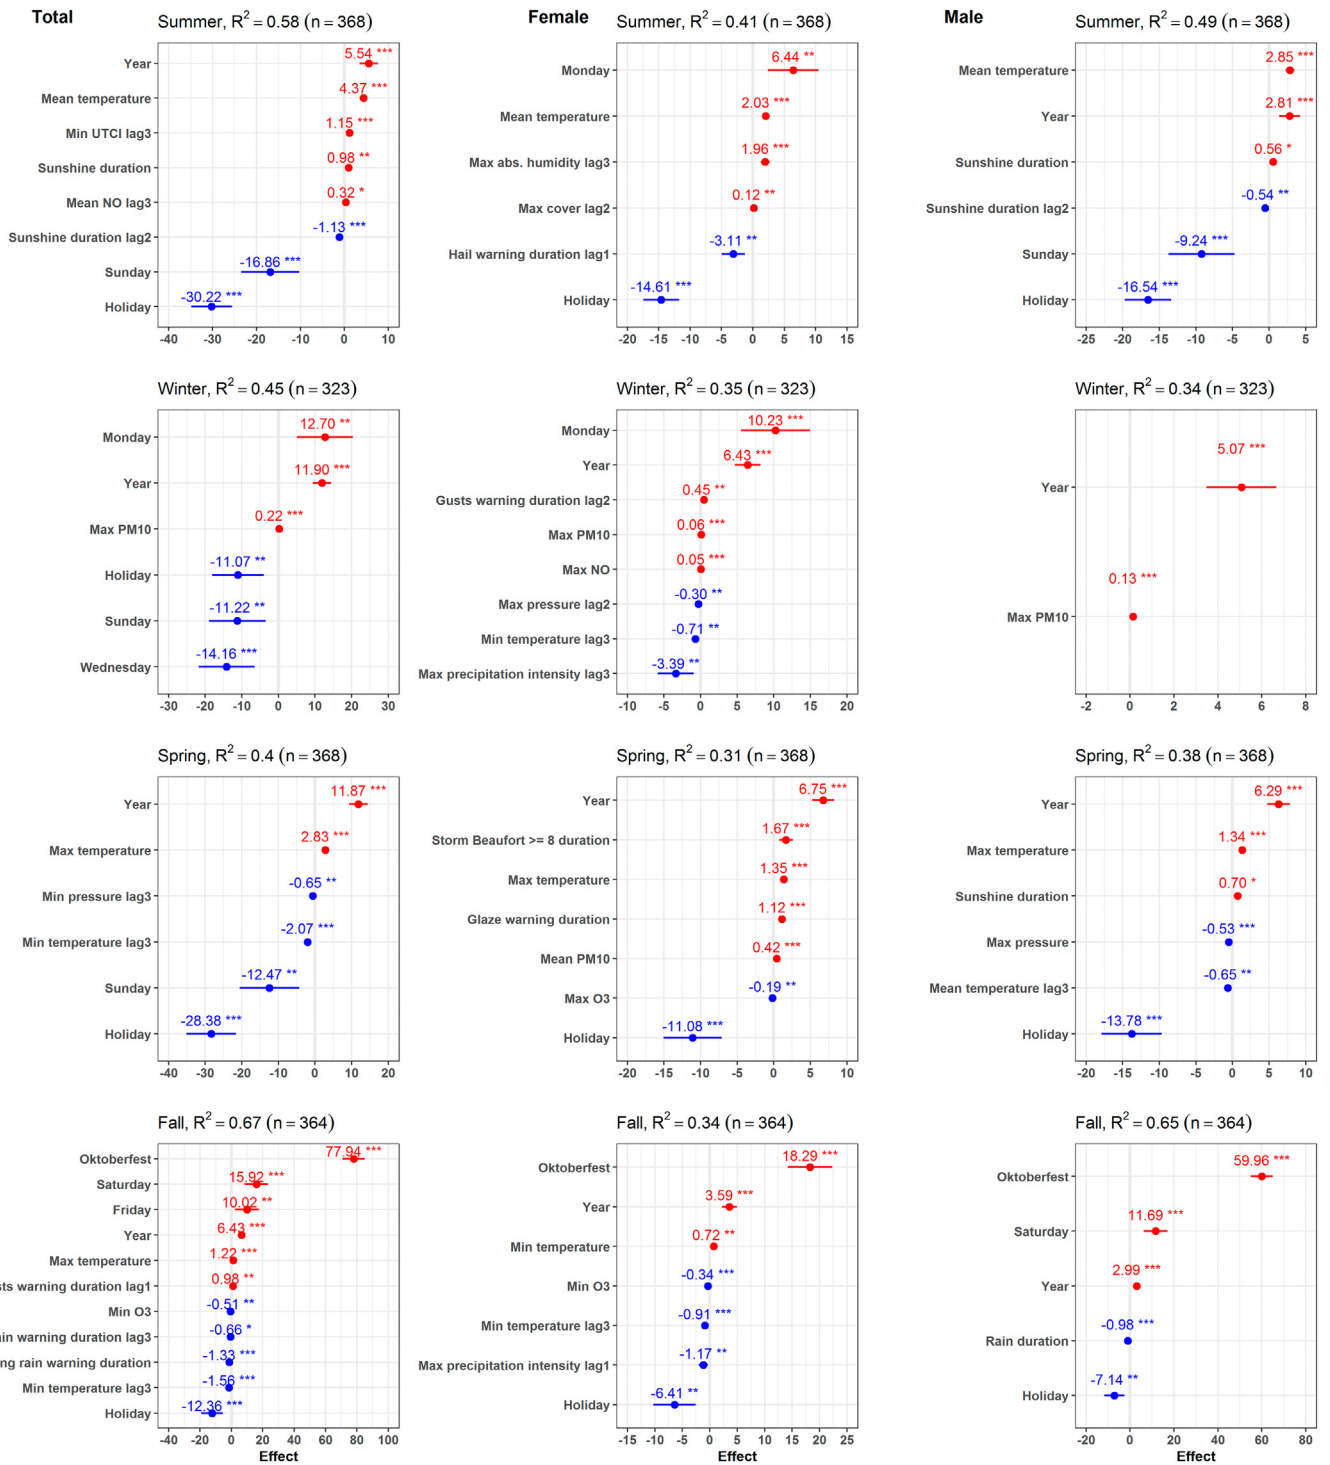 Total
Female
Male
Summer, R² = 0.58 (n = 368)
Year
Mean temperature
Min UTCI lag3
Sunshine duration
Mean NO lag3
Sunshine duration lag2
Sunday
Holiday
5.54 ***
4.37 ***
1.15 ***
0.98 **
0.32 *
-1.13 ***
-16.86 ***
-30.22 ***
-40 -30 -20 -10 0 10
Summer, R² = 0.41 (n = 368)
Monday
Mean temperature
Max abs. humidity lag3
Max cover lag2
Hail warning duration lag1
Holiday
6.44 **
2.03 ***
1.96 ***
0.12 **
-3.11 **
-14.61 ***
-20 -15 -10 -5 0 5 10 15
Summer, R² = 0.49 (n = 368)
Mean temperature
Year
Sunshine duration
Sunshine duration lag2
Sunday
Holiday
2.85 ***
2.81 ***
0.56 *
-0.54 **
-9.24 ***
-16.54 ***
-25 -20 -15 -10 -5 0 5
Winter, R² = 0.45 (n = 323)
Monday
Year
Max PM10
Holiday
Sunday
Wednesday
12.70 **
11.90 ***
0.22 ***
-11.07 **
-11.22 **
-14.16 ***
-30 -20 -10 0 10 20 30
Winter, R² = 0.35 (n = 323)
Monday
Year
Gusts warning duration lag2
Max PM10
Max NO
Max pressure lag2
Min temperature lag3
Max precipitation intensity lag3
10.23 ***
6.43 ***
0.45 **
0.06 ***
0.05 ***
-0.30 **
-0.71 **
-3.39 **
-10 -5 0 5 10 15 20
Winter, R² = 0.34 (n = 323)
Year
Max PM10
5.07 ***
0.13 ***
-2 0 2 4 6 8
Spring, R² = 0.4 (n = 368)
Year
Max temperature
Min pressure lag3
Min temperature lag3
Sunday
Holiday
11.87 ***
2.83 ***
-0.65 **
-2.07 ***
-12.47 **
-28.38 ***
-40 -30 -20 -10 0 10 20
Spring, R² = 0.31 (n = 368)
Year
Storm Beaufort >= 8 duration
Max temperature
Glaze warning duration
Mean PM10
Max O3
Holiday
6.75 ***
1.67 ***
1.35 ***
1.12 ***
0.42 ***
-0.19 **
-11.08 ***
-20 -15 -10 -5 0 5 10
Spring, R² = 0.38 (n = 368)
Year
Max temperature
Sunshine duration
Max pressure
Mean temperature lag3
Holiday
6.29 ***
1.34 ***
0.70 *
-0.53 ***
-0.65 **
-13.78 ***
-20 -15 -10 -5 0 5 10
Fall, R² = 0.67 (n = 364)
Oktoberfest
Saturday
Friday
Year
Max temperature
sts warning duration lag1
Min O3
in warning duration lag3
ng rain warning duration
Min temperature lag3
Holiday
77.94 ***
15.92 ***
10.02 **
6.43 ***
1.22 ***
0.98 **
-0.51 **
-0.66 *
-1.33 ***
-1.56 ***
-12.36 ***
-40 -20 0 20 40 60 80 100
Effect
Fall, R² = 0.34 (n = 364)
Oktoberfest
Year
Min temperature
Min O3
Min temperature lag3
Max precipitation intensity lag1
Holiday
18.29 ***
3.59 ***
0.72 **
-0.34 ***
-0.91 ***
-1.17 **
-6.41 **
-15 -10 -5 0 5 10 15 20 25
Effect
Fall, R² = 0.65 (n = 364)
Oktoberfest
Saturday
Year
Rain duration
Holiday
59.96 ***
11.69 ***
2.99 ***
-0.98 ***
-7.14 **
-20 0 20 40 60 80
Effect